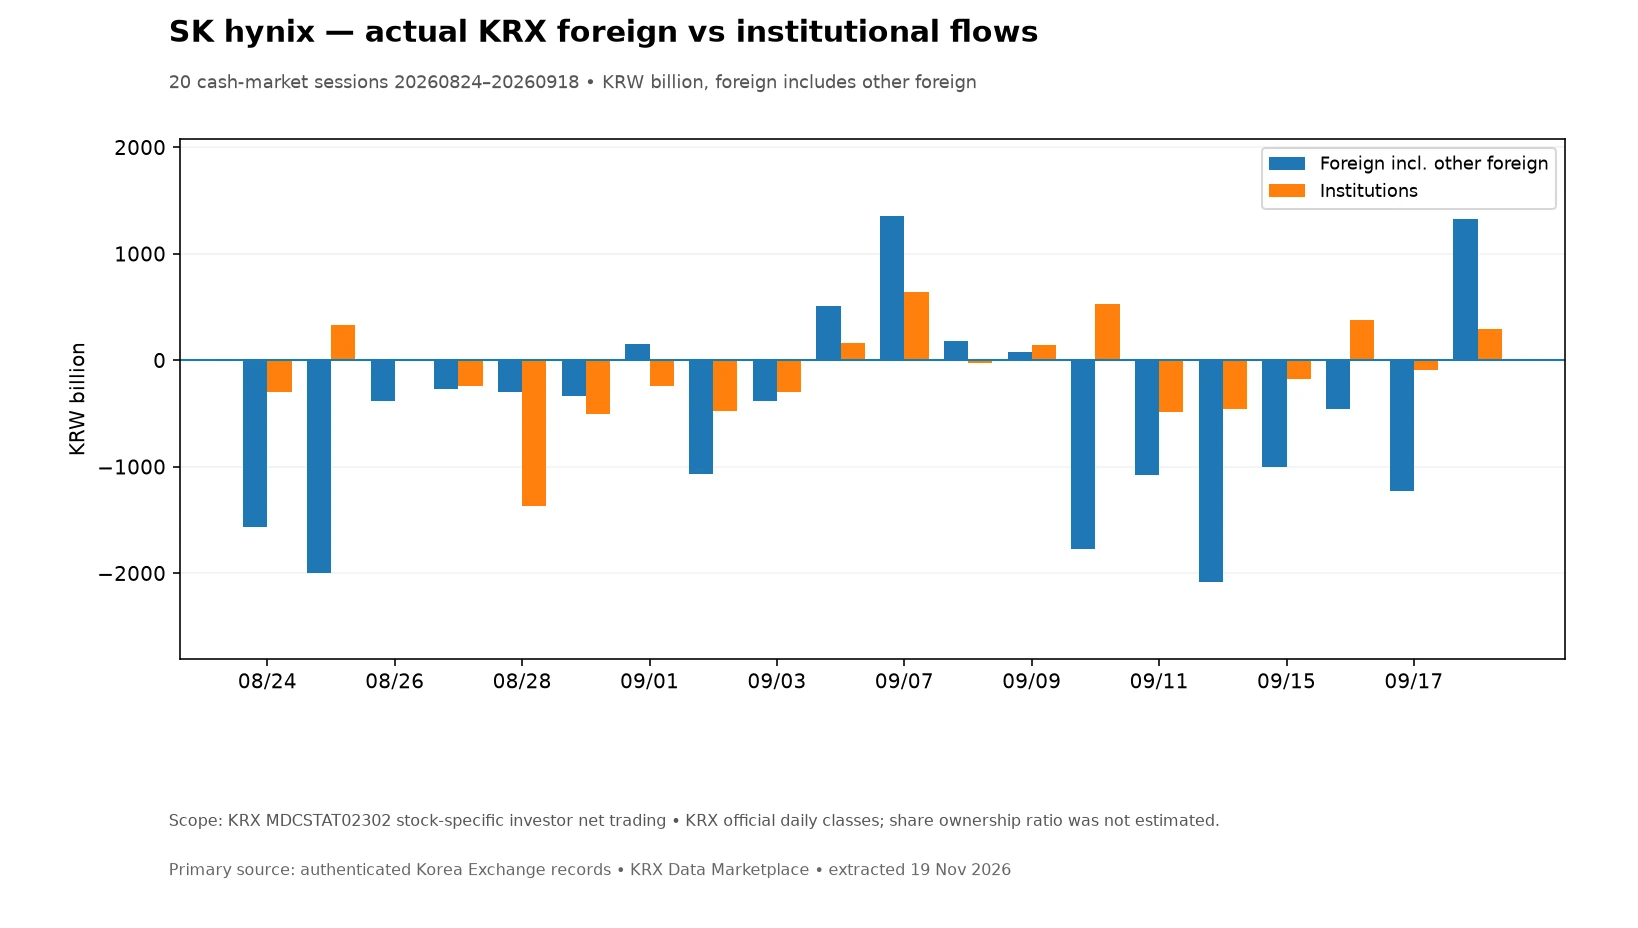 SK hynix — actual KRX foreign vs institutional flows
20 cash-market sessions 20260824–20260918 • KRW billion, foreign includes other foreign
2000
1000
0
−1000
−2000
KRW billion
Foreign incl. other foreign
Institutions
08/24 08/26 08/28 09/01 09/03 09/07 09/09 09/11 09/15 09/17
Scope: KRX MDCSTAT02302 stock-specific investor net trading • KRX official daily classes; share ownership ratio was not estimated.
Primary source: authenticated Korea Exchange records • KRX Data Marketplace • extracted 19 Nov 2026